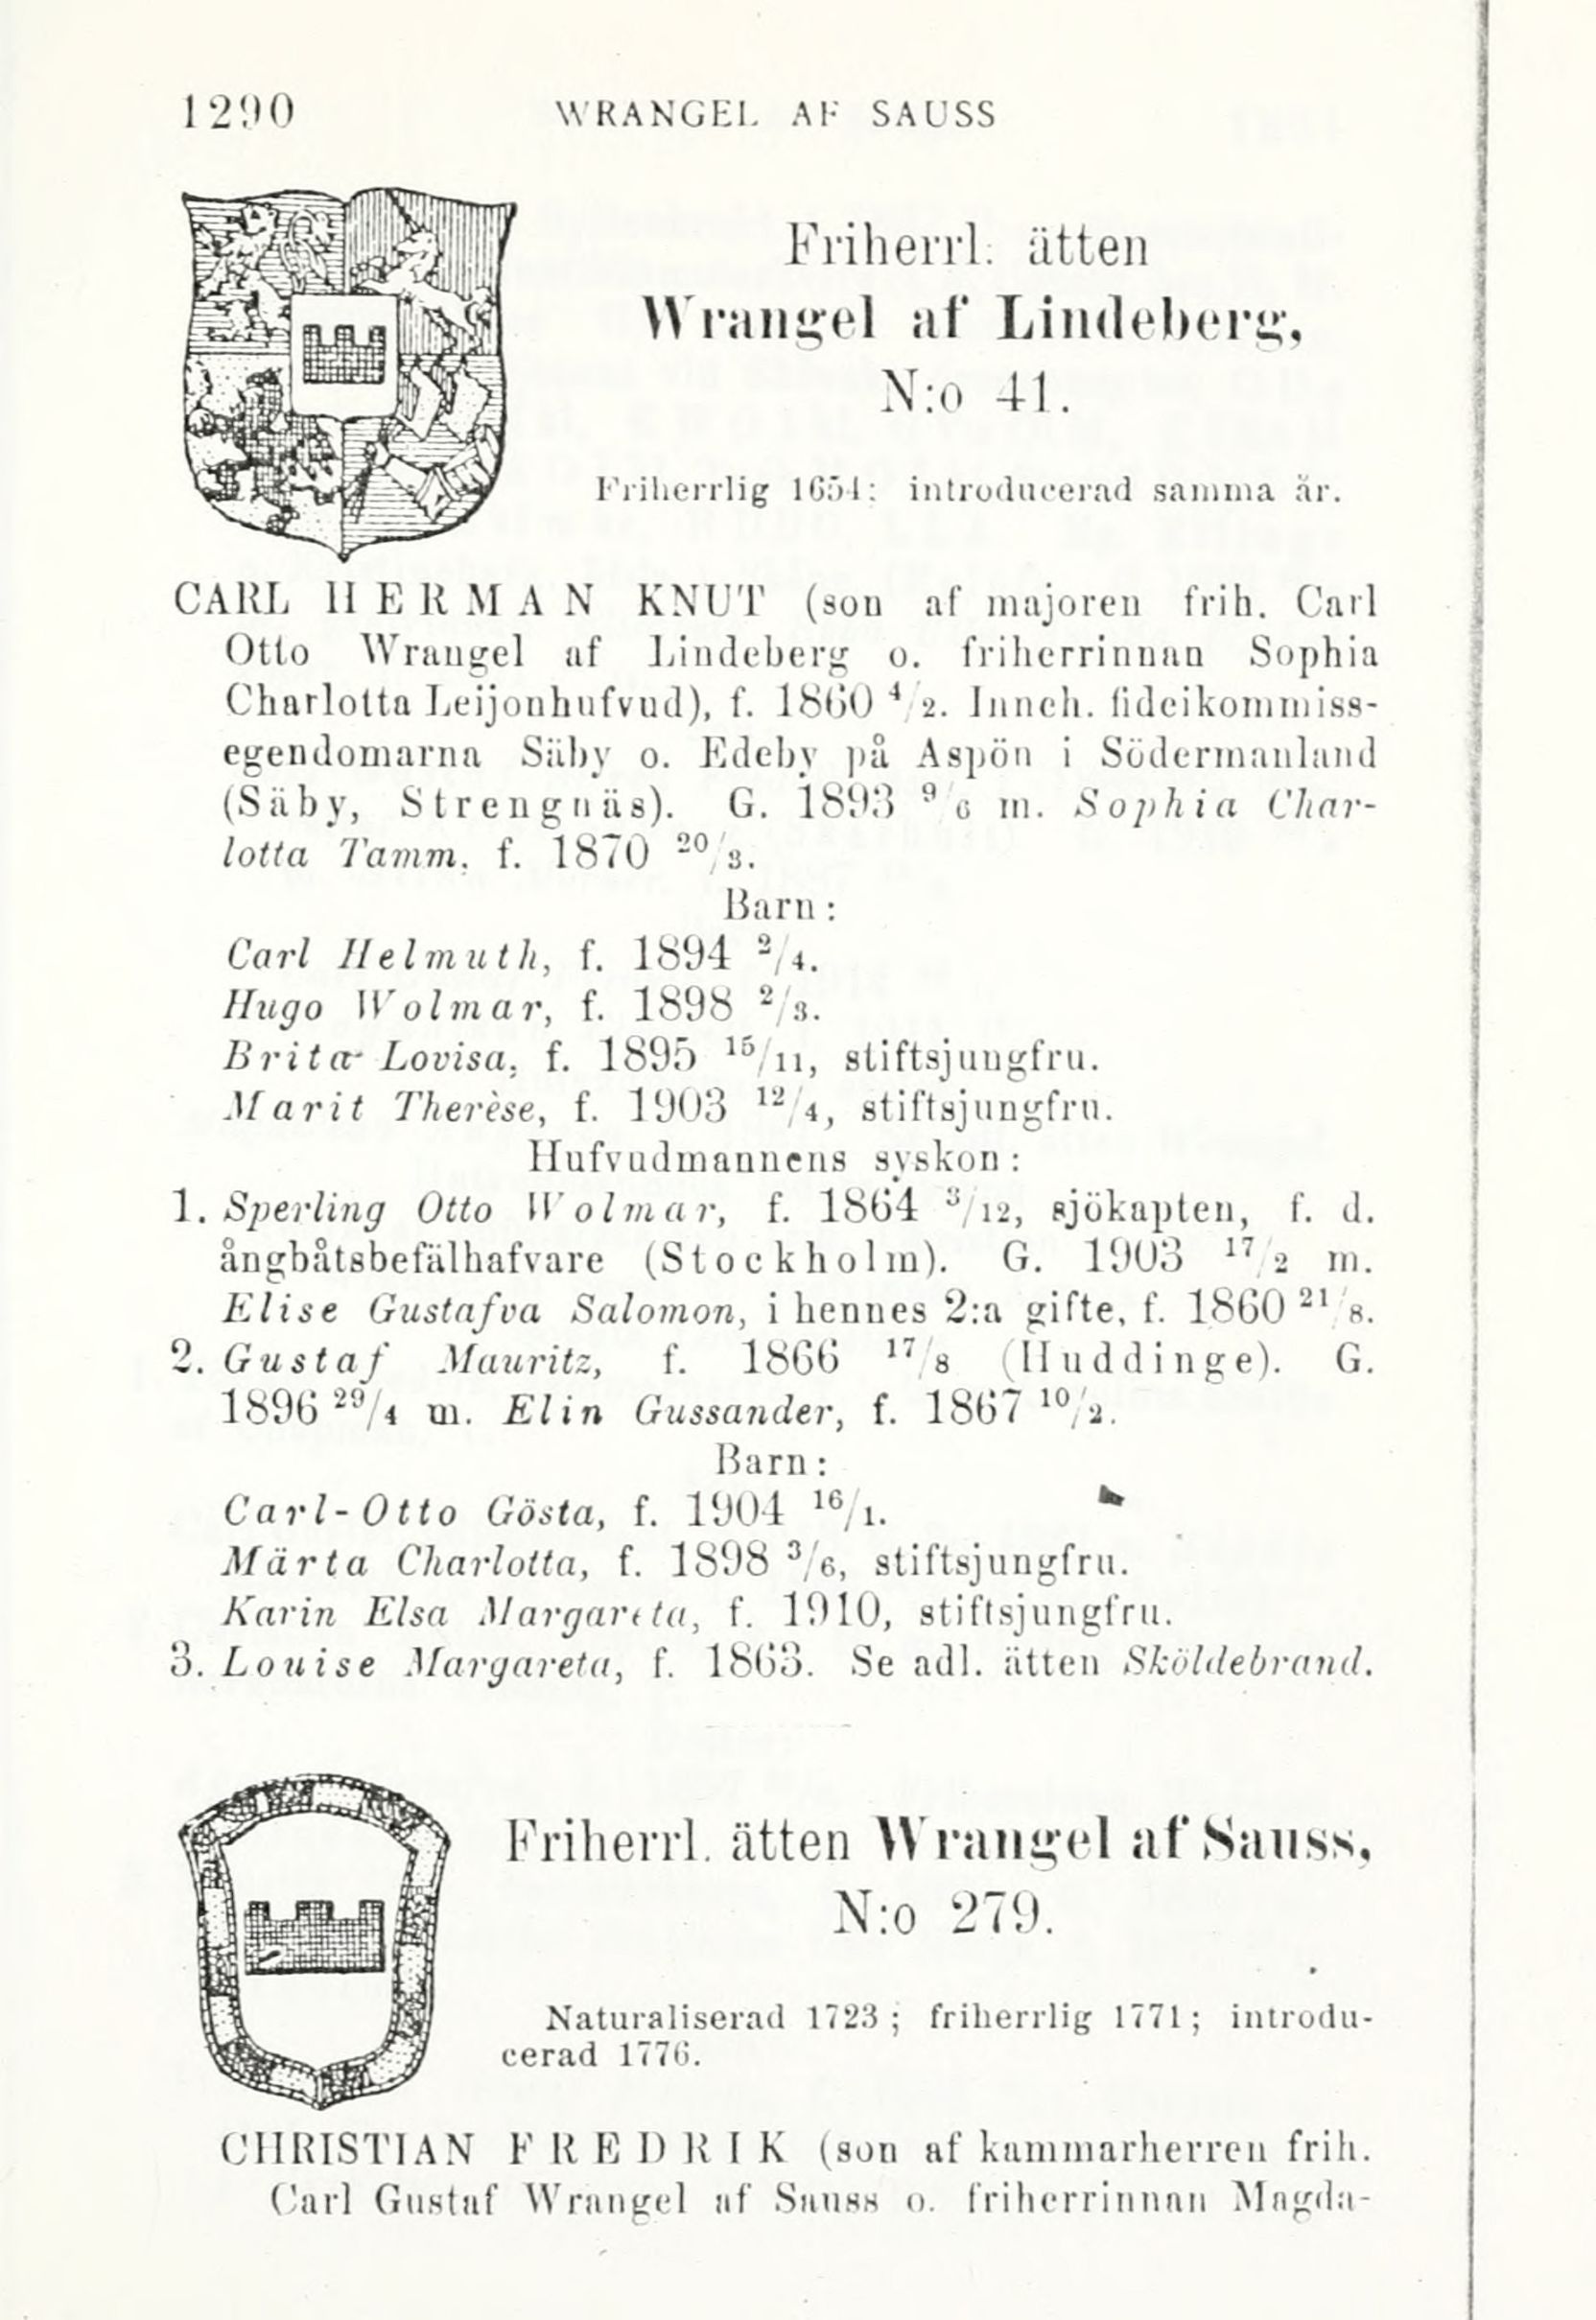 1290 WRANGEL AF SAUSS
Friherrl. ätten
Wrangel af Lindeberg,
N:o 41.
Friherrlig 1654; introducerad samma år.
CARL HERMAN KNUT (son af majoren frih. Carl
Otto Wrangel af Lindeberg o. friherrinnan Sophia
Charlotta Leijonhufvud), f. 1860 4/2. Inneh. fideikommiss-
egendomarna Säby o. Edeby på Aspön i Södermanland
(Säby, Strengnäs). G. 1893 9/6 m. Sophia Char-
lotta Tamm, f. 1870 20/3.
Barn:
Carl Helmuth, f. 1894 2/4.
Hugo Wolmar, f. 1898 2/3.
Brita Lovisa, f. 1895 15/11, stiftsjungfru.
Marit Therèse, f. 1903 12/4, stiftsjungfru.
Hufvudmannens syskon:
1. Sperling Otto Wolmar, f. 1864 3/12, sjökapten, f. d.
ångbåtsbefälhafvare (Stockholm). G. 1903 17/2 m.
Elise Gustafva Salomon, i hennes 2:a gifte, f. 1860 21/8.
2. Gustaf Mauritz, f. 1866 17/8 (Huddinge). G.
1896 29/4 m. Elin Gussander, f. 1867 10/2.
Barn:
Carl-Otto Gösta, f. 1904 16/1.
Märta Charlotta, f. 1898 3/6, stiftsjungfru.
Karin Elsa Margareta, f. 1910, stiftsjungfru.
3. Louise Margareta, f. 1863. Se adl. ätten Sköldebrand.
Friherrl. ätten Wrangel af Sauss,
N:o 279.
Naturaliserad 1723; friherrlig 1771; introdu-
cerad 1776.
CHRISTIAN FREDRIK (son af kammarherren frih.
Carl Gustaf Wrangel af Sauss o. friherrinnan Magda-